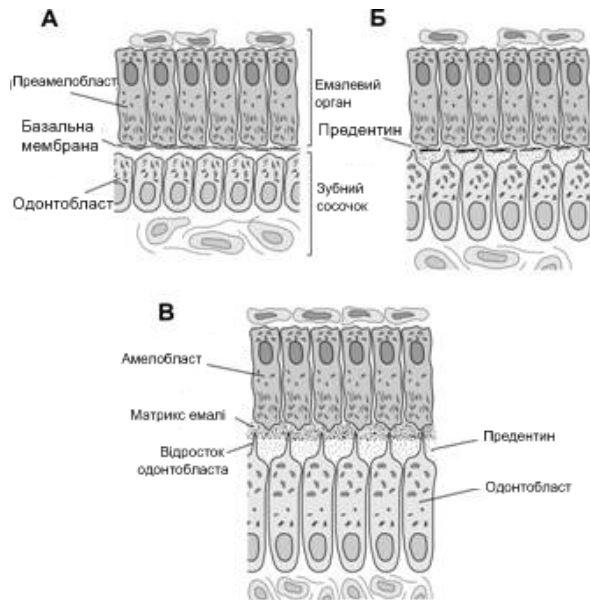 А
Преамелобласт
Базальна
мембрана
Одонтобласт
Емалевий
орган
Зубний
сосочок
Б
Предентин
В
Амелобласт
Матрикс емалі
Відросток
одонтобласта
Предентин
Одонтобласт